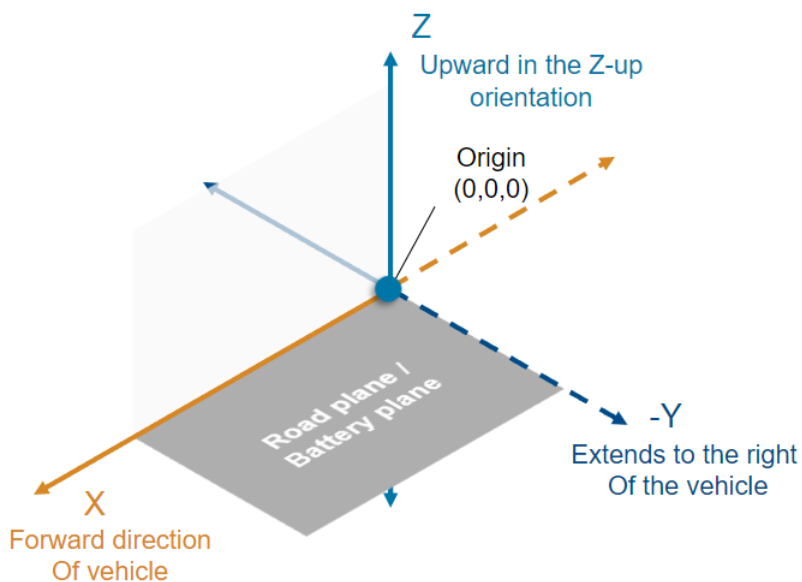 Z
Upward in the Z-up
orientation
Origin
(0,0,0)
Road plane /
Battery plane
-Y
Extends to the right
Of the vehicle
X
Forward direction
Of vehicle